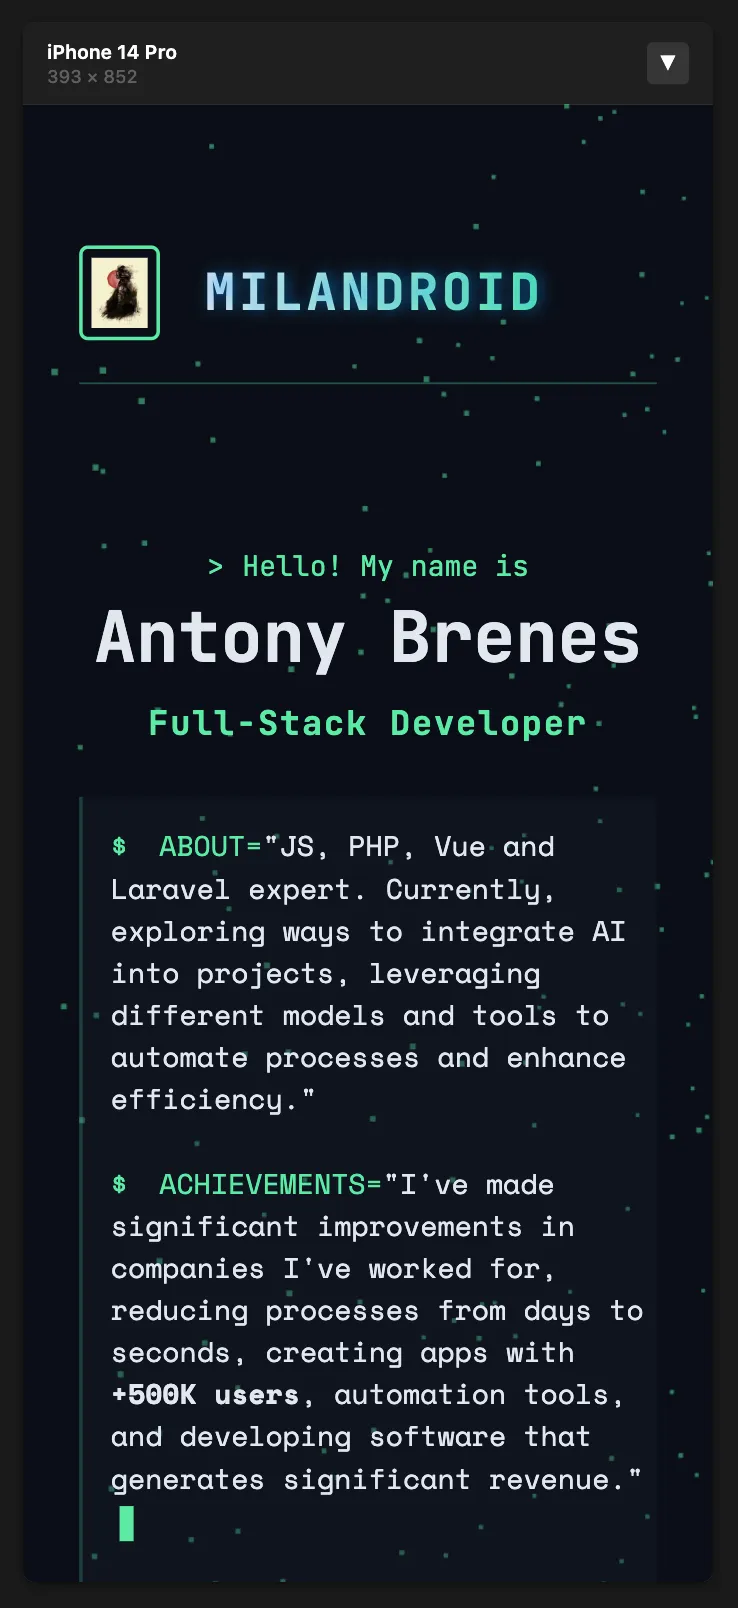 iPhone 14 Pro
393 × 852
▼
MILANDROID
> Hello! My name is
Antony Brenes
Full-Stack Developer
$ ABOUT="JS, PHP, Vue and
Laravel expert. Currently,
exploring ways to integrate AI
into projects, leveraging
different models and tools to
automate processes and enhance
efficiency."
$ ACHIEVEMENTS="I've made
significant improvements in
companies I've worked for,
reducing processes from days to
seconds, creating apps with
+500K users, automation tools,
and developing software that
generates significant revenue."